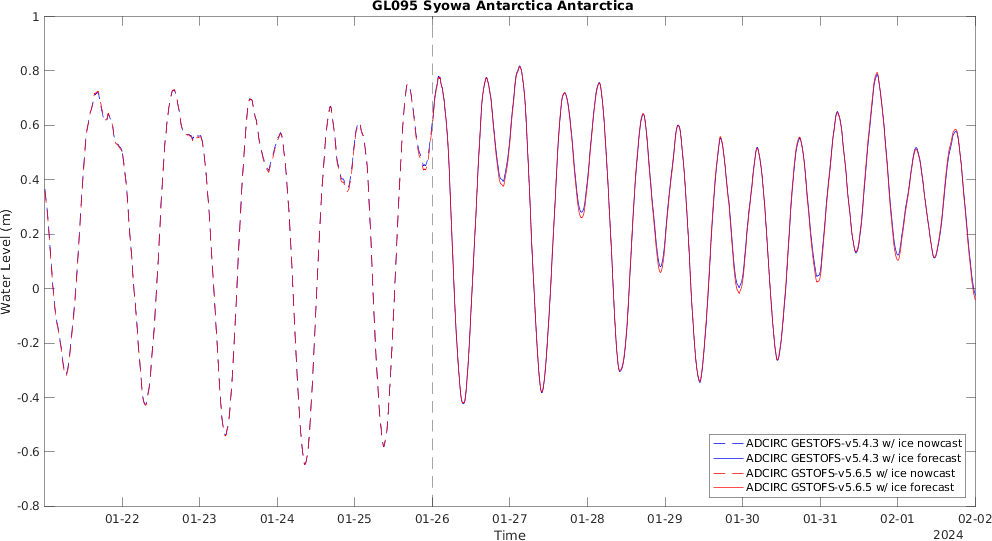 GL095 Syowa Antarctica Antarctica
1
0.8
0.6
0.4
0.2
0
-0.2
-0.4
-0.6
-0.8
Water Level (m)
ADCIRC GESTOFS-v5.4.3 w/ ice nowcast
ADCIRC GESTOFS-v5.4.3 w/ ice forecast
ADCIRC GSTOFS-v5.6.5 w/ ice nowcast
ADCIRC GSTOFS-v5.6.5 w/ ice forecast
01-22 01-23 01-24 01-25 01-26 01-27 01-28 01-29 01-30 01-31 02-01 02-02
Time
2024